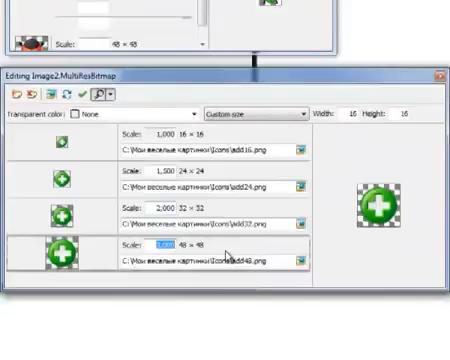 Scale: 48 × 48
Editing Image2.MultiResBitmap
Transparent color: None Custom size Width: 16 Height: 16
Scale: 1,000 16 × 16
C:\Мои веселые картинки\Icons\add16.png
Scale: 1,500 24 × 24
C:\Мои веселые картинки\Icons\add24.png
Scale: 2,000 32 × 32
C:\Мои веселые картинки\Icons\add32.png
Scale: 3,000 48 × 48
C:\Мои веселые картинки\Icons\add48.png